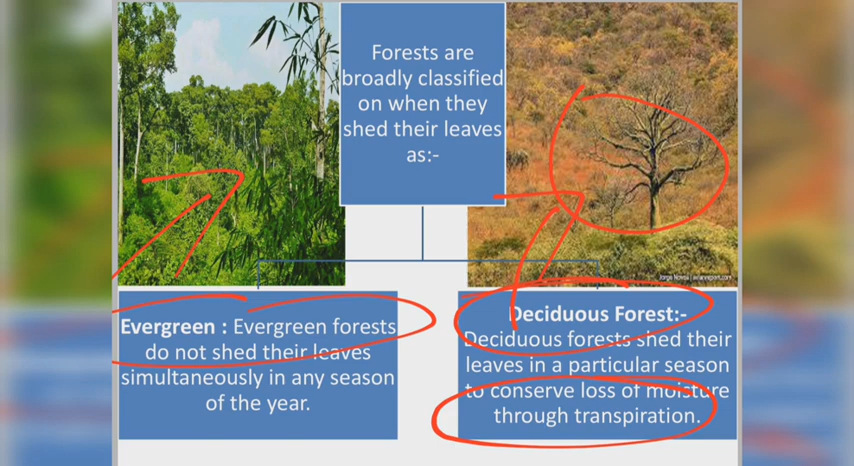 Forests are
broadly classified
on when they
shed their leaves
as:-
Evergreen : Evergreen forests
do not shed their leaves
simultaneously in any season
of the year.
Deciduous Forest:-
Deciduous forests shed their
leaves in a particular season
to conserve loss of moisture
through transpiration.